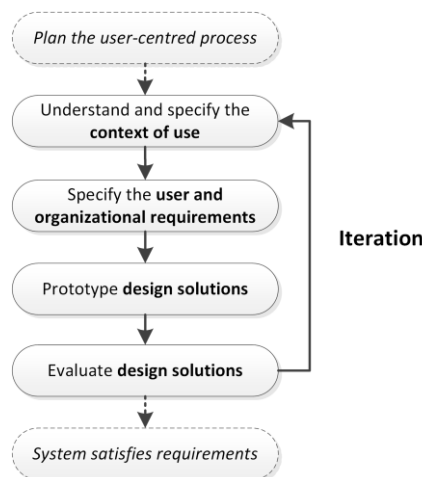 Plan the user-centred process
Understand and specify the
context of use
Specify the user and
organizational requirements
Iteration
Prototype design solutions
Evaluate design solutions
System satisfies requirements